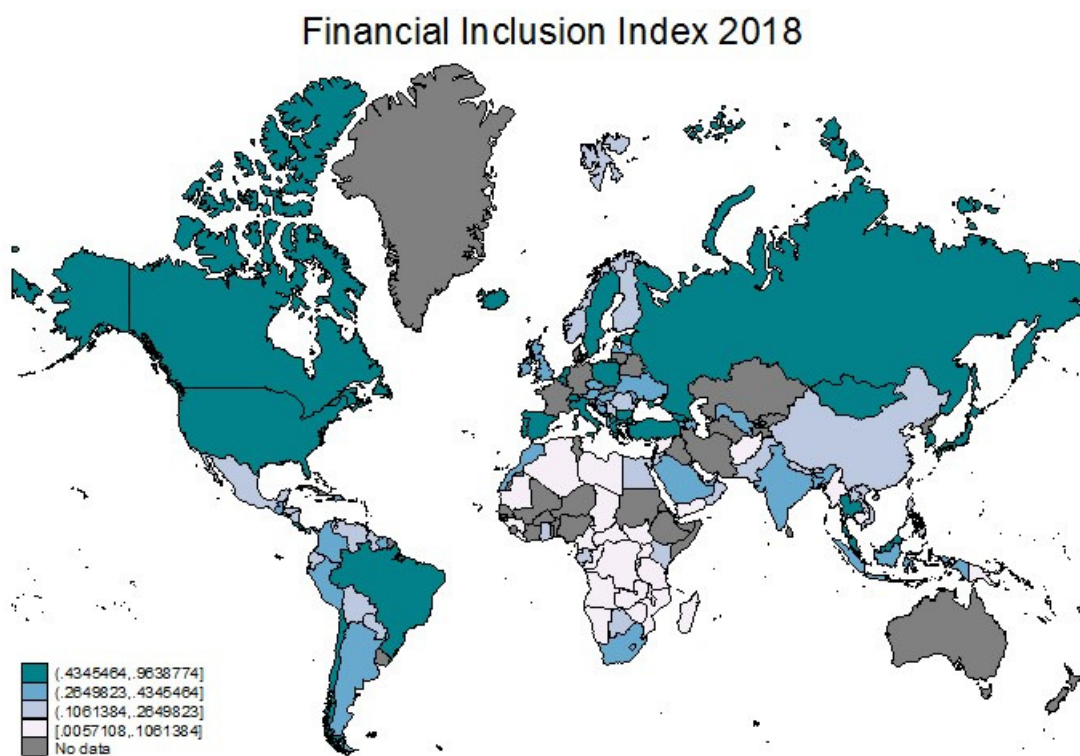 Financial Inclusion Index 2018
(.4345464,.9638774]
(.2649823,.4345464]
(.1061384,.2649823]
[.0057108,.1061384]
No data